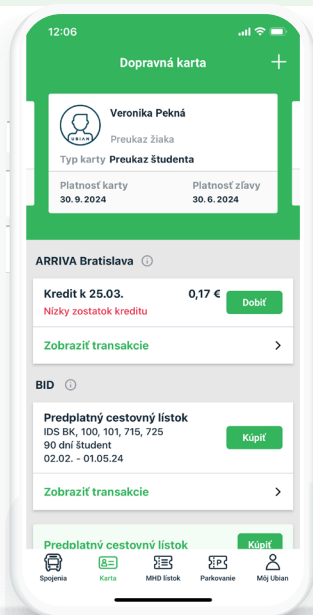 12:06
Dopravná karta
UBIAN
Veronika Pekná
Preukaz žiaka
Typ karty Preukaz študenta
Platnosť karty Platnosť zľavy
30. 9. 2024 30. 6. 2024
ARRIVA Bratislava
Kredit k 25.03. 0,17 € Dobiť
Nízky zostatok kreditu
Zobraziť transakcie
BID
Predplatný cestovný lístok
IDS BK, 100, 101, 715, 725
90 dní študent
02.02. - 01.05.24
Kúpiť
Zobraziť transakcie
Predplatný cestovný lístok Kúpiť
Spojenia Karta MHD lístok Parkovanie Môj Ubian